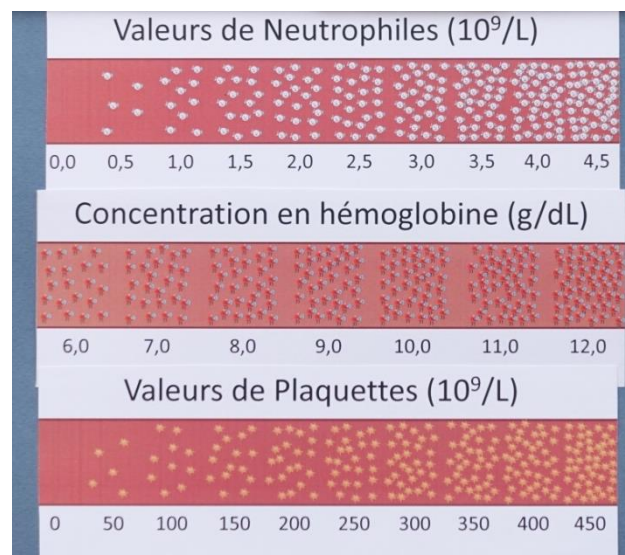 Valeurs de Neutrophiles (10⁹/L)
0,0 0,5 1,0 1,5 2,0 2,5 3,0 3,5 4,0 4,5
Concentration en hémoglobine (g/dL)
6,0 7,0 8,0 9,0 10,0 11,0 12,0
Valeurs de Plaquettes (10⁹/L)
0 50 100 150 200 250 300 350 400 450